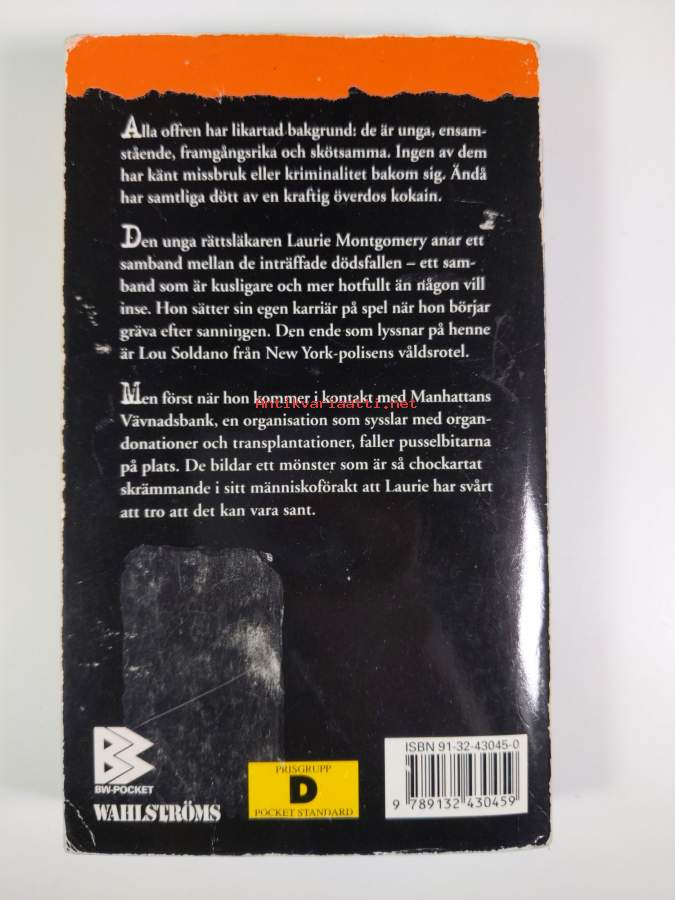 Alla offren har likartad bakgrund: de är unga, ensam-
stående, framgångsrika och skötsamma. Ingen av dem
har känt missbruk eller kriminalitet bakom sig. Ändå
har samtliga dött av en kraftig överdos kokain.
Den unga rättsläkaren Laurie Montgomery anar ett
samband mellan de inträffade dödsfallen – ett sam-
band som är kusligare och mer hotfullt än någon vill
inse. Hon sätter sin egen karriär på spel när hon börjar
gräva efter sanningen. Den ende som lyssnar på henne
är Lou Soldano från New York-polisens våldsrotel.
Men först när hon kommer i kontakt med Manhattans
Antikvariaatti.net
Vävnadsbank, en organisation som sysslar med organ-
donationer och transplantationer, faller pusselbitarna
på plats. De bildar ett mönster som är så chockartat
skrämmande i sitt människoförakt att Laurie har svårt
att tro att det kan vara sant.
BW-POCKET
WAHLSTRÖMS
PRISGRUPP
D
POCKET STANDARD
ISBN 91-32-43045-0
9 789132 430459